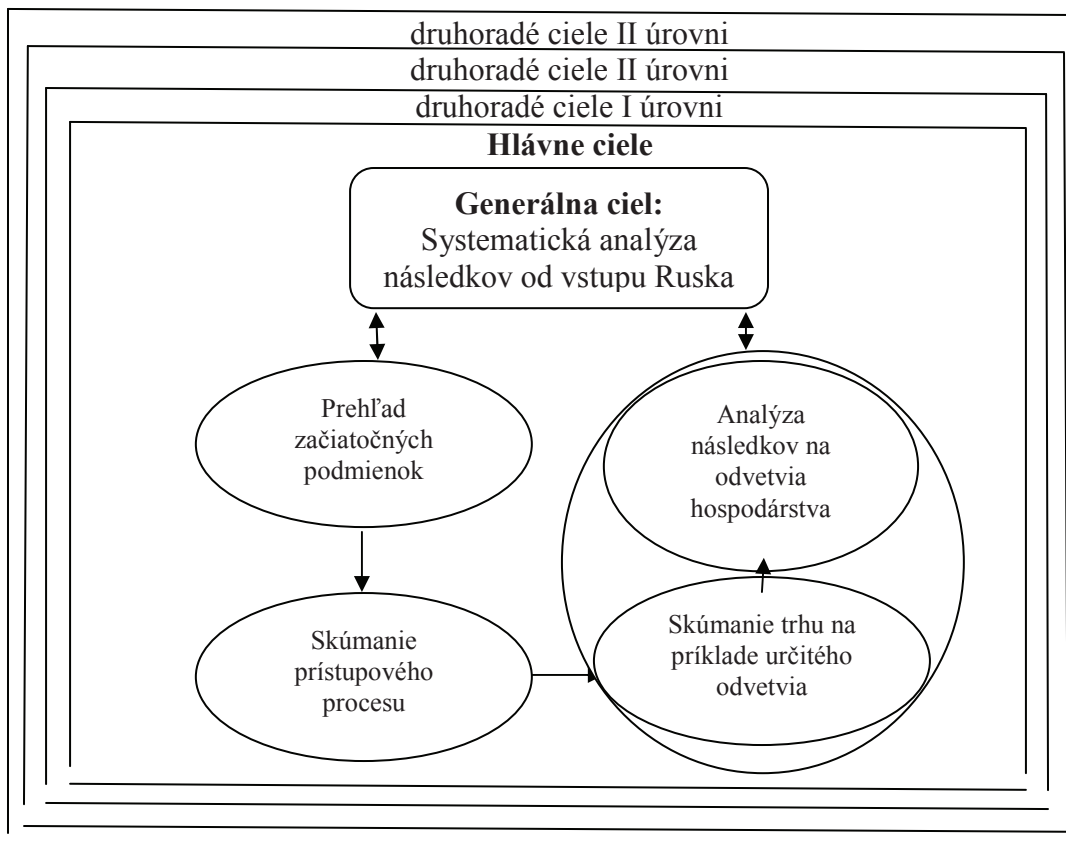 druhoradé ciele II úrovni
druhoradé ciele II úrovni
druhoradé ciele I úrovni
Hlávne ciele
Generálna ciel:
Systematická analýza
následkov od vstupu Ruska
Prehľad
začiatočných
podmienok
Analýza
následkov na
odvetvia
hospodárstva
Skúmanie
prístupového
procesu
Skúmanie trhu na
príklade určitého
odvetvia